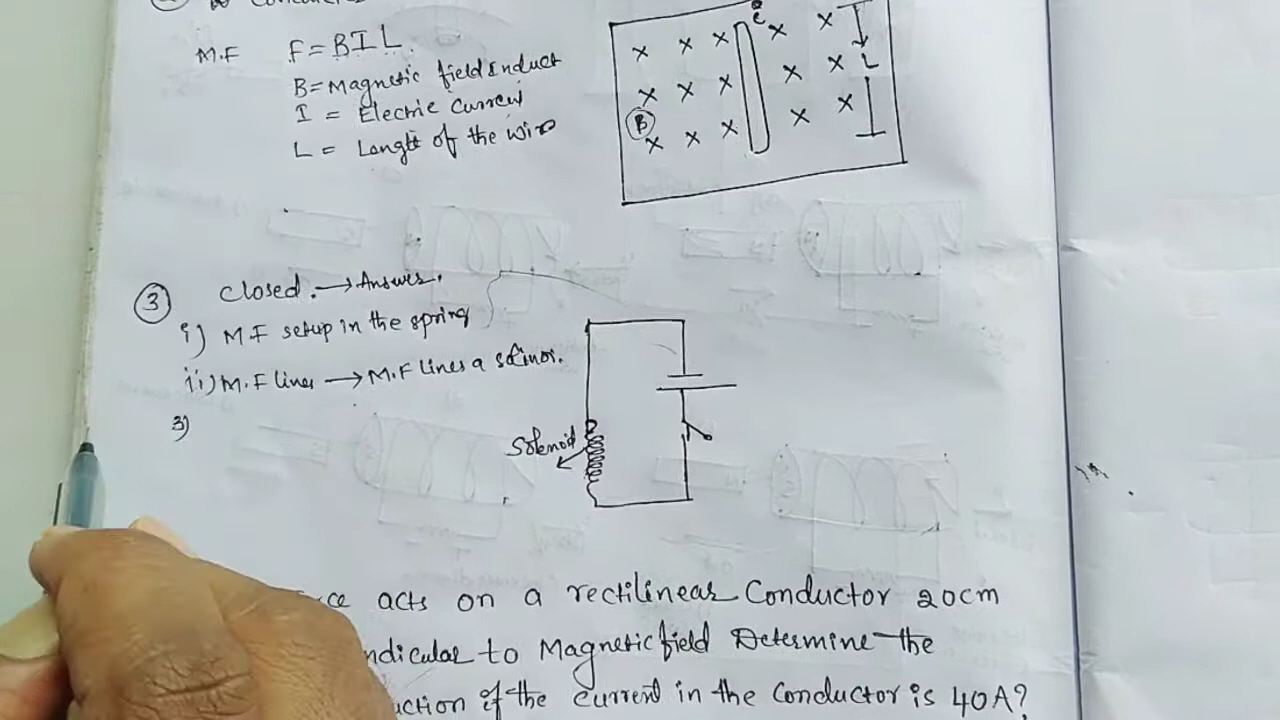 M.F F = BIL
B = Magnetic field Induct
I = Electric Current
L = Length of the wire
B
L
3 closed. → Answer.
i) M.F setup in the spring
ii) M.F lines → M.F lines a
3)
Solenoid
acts on a rectilinear Conductor 20cm
ndicular to Magnetic field Determine the
uction of the current in the conductor is 40A?